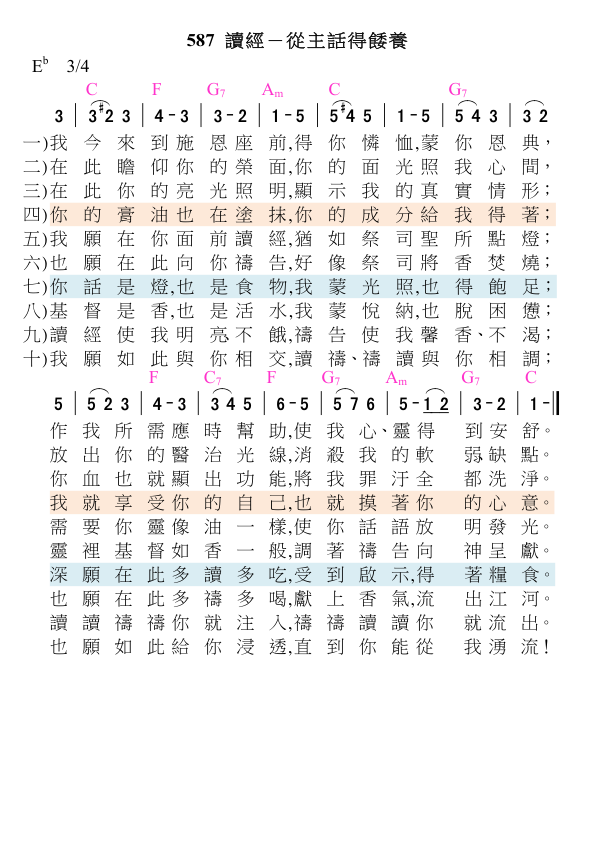 587 讀經－從主話得餧養
E♭ 3/4
C F G7 Am C G7
3 | 3 ♯2 3 | 4 - 3 | 3 - 2 | 1 - 5 | 5 ♯4 5 | 1 - 5 | 5 4 3 | 3 2
一)我 今 來 到 施 恩 座 前,得 你 憐 恤,蒙 你 恩 典,
二)在 此 瞻 仰 你 的 榮 面,你 的 面 光 照 我 心 間,
三)在 此 你 的 亮 光 照 明,顯 示 我 的 真 實 情 形;
四)你 的 膏 油 也 在 塗 抹,你 的 成 分 給 我 得 著;
五)我 願 在 你 面 前 讀 經,猶 如 祭 司 聖 所 點 燈;
六)也 願 在 此 向 你 禱 告,好 像 祭 司 將 香 焚 燒;
七)你 話 是 燈,也 是 食 物,我 蒙 光 照,也 得 飽 足;
八)基 督 是 香,也 是 活 水,我 蒙 悅 納,也 脫 困 憊;
九)讀 經 使 我 明 亮、不 餓,禱 告 使 我 馨 香、不 渴;
十)我 願 如 此 與 你 相 交,讀 禱、禱 讀 與 你 相 調;
F C7 F G7 Am G7 C
5 | 5 2 3 | 4 - 3 | 3 4 5 | 6 - 5 | 5 7 6 | 5 - 1 2 | 3 - 2 | 1 - ||
作 我 所 需 應 時 幫 助,使 我 心、靈 得 到 安 舒。
放 出 你 的 醫 治 光 線,消 殺 我 的 軟 弱、缺 點。
你 血 也 就 顯 出 功 能,將 我 罪 汙 全 都 洗 淨。
我 就 享 受 你 的 自 己,也 就 摸 著 你 的 心 意。
需 要 你 靈 像 油 一 樣,使 你 話 語 放 明 發 光。
靈 裡 基 督 如 香 一 般,調 著 禱 告 向 神 呈 獻。
深 願 在 此 多 讀 多 吃,受 到 啟 示,得 著 糧 食。
也 願 在 此 多 禱 多 喝,獻 上 香 氣,流 出 江 河。
讀 讀 禱 禱 你 就 注 入,禱 禱 讀 讀 你 就 流 出。
也 願 如 此 給 你 浸 透,直 到 你 能 從 我 湧 流!